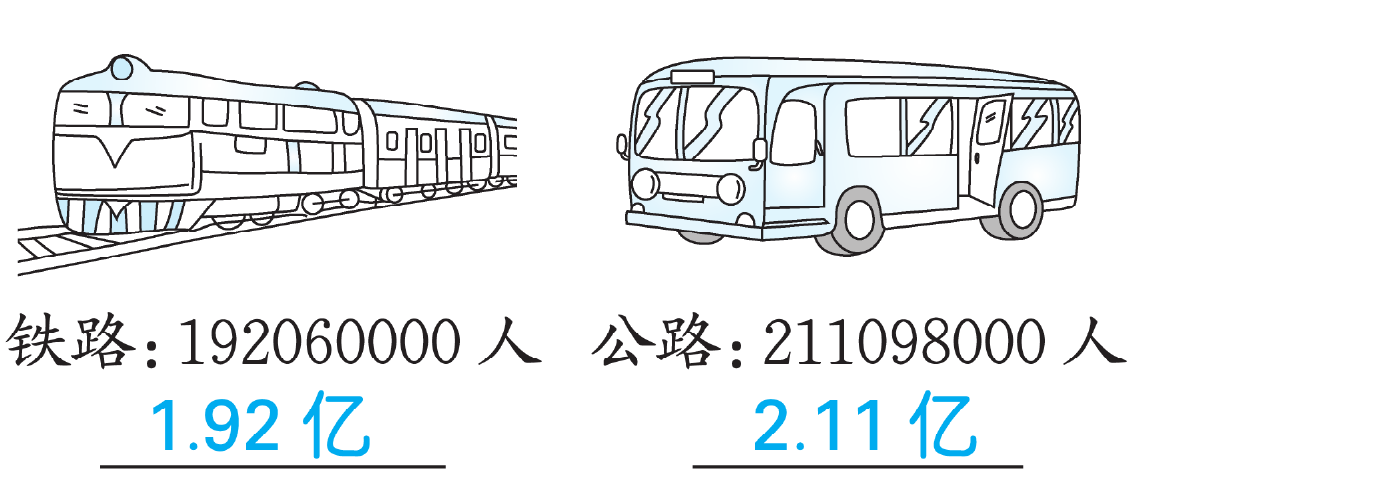 铁路:192060000 人 公路:211098000 人
1.92 亿 2.11 亿